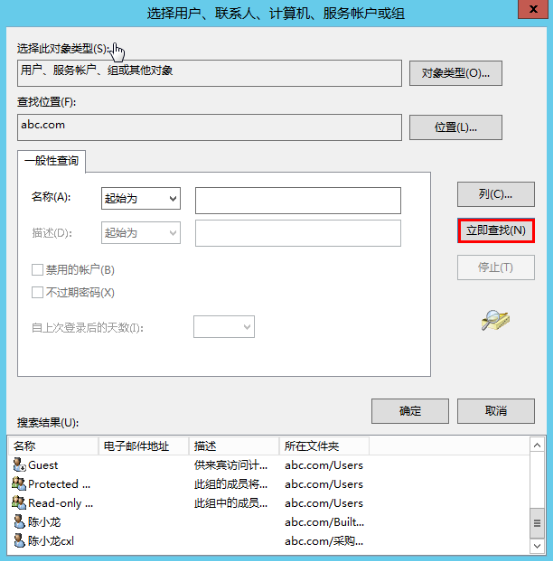 选择用户、联系人、计算机、服务帐户或组
x
选择此对象类型(S):
用户、服务帐户、组或其他对象
对象类型(O)...
查找位置(F):
abc.com
位置(L)...
一般性查询
名称(A):
起始为
列(C)...
描述(D):
起始为
立即查找(N)
禁用的帐户(B)
停止(T)
不过期密码(X)
自上次登录后的天数(I):
确定
取消
搜索结果(U):
名称 电子邮件地址 描述 所在文件夹
Guest 供来宾访问计... abc.com/Users
Protected ... 此组的成员将... abc.com/Users
Read-only ... 此组中的成员... abc.com/Users
陈小龙 abc.com/Built...
陈小龙cxl abc.com/采购...